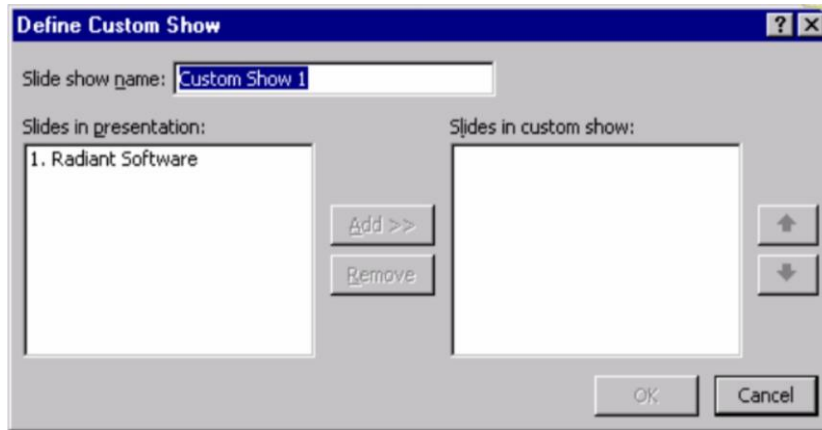 Define Custom Show
Slide show name: Custom Show 1
Slides in presentation:
Slides in custom show:
1. Radiant Software
Add >>
Remove
OK
Cancel